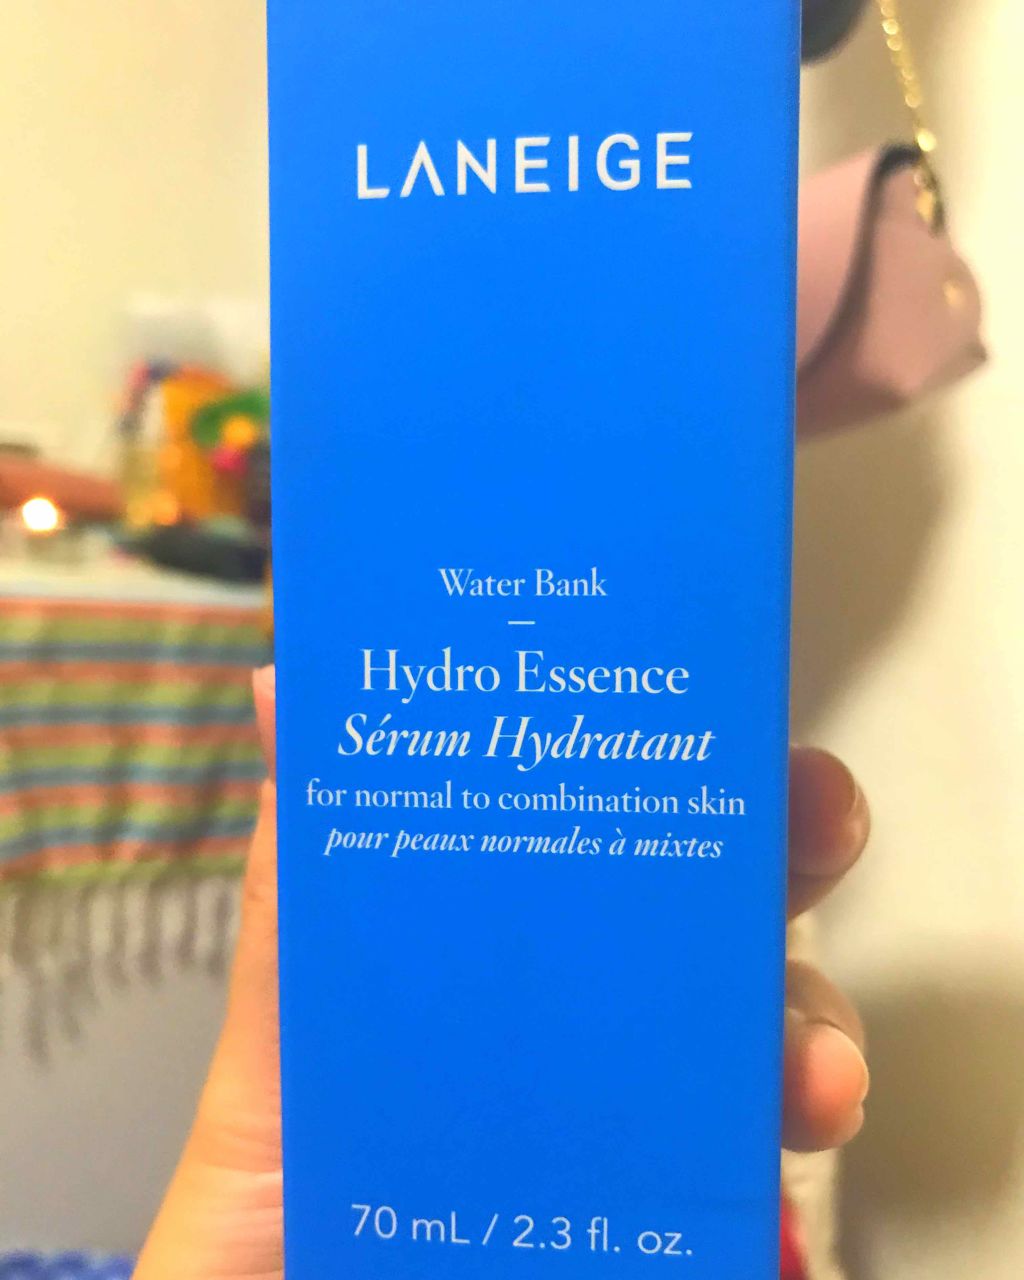 LANEIGE
Water Bank
Hydro Essence
Sérum Hydratant
for normal to combination skin
pour peaux normales à mixtes
70 mL / 2.3 fl. oz.